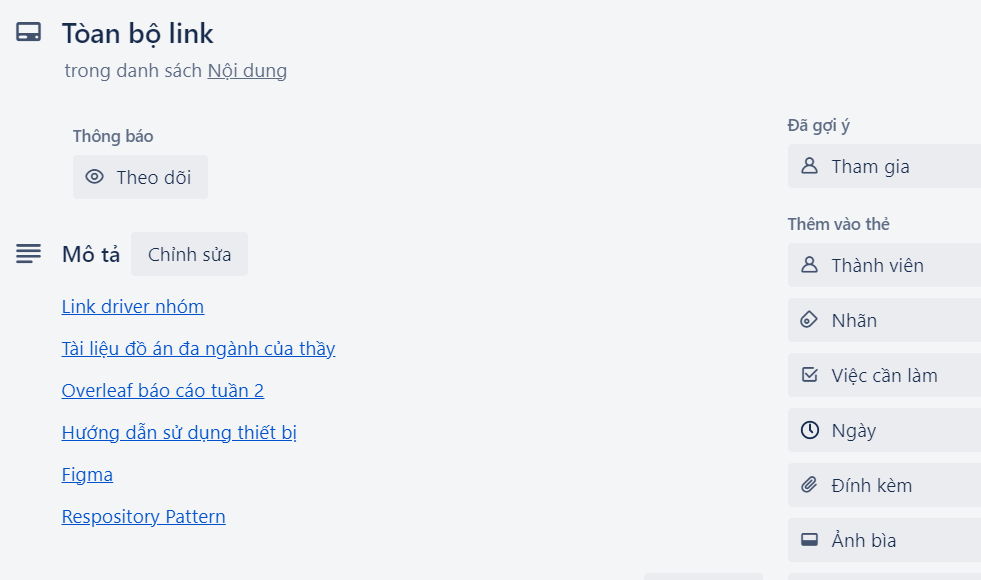 Tòan bộ link
trong danh sách Nội dung
Thông báo
Theo dõi
Mô tả
Chỉnh sửa
Link driver nhóm
Tài liệu đồ án đa ngành của thầy
Overleaf báo cáo tuần 2
Hướng dẫn sử dụng thiết bị
Figma
Respository Pattern
Đã gợi ý
Tham gia
Thêm vào thẻ
Thành viên
Nhãn
Việc cần làm
Ngày
Đính kèm
Ảnh bìa